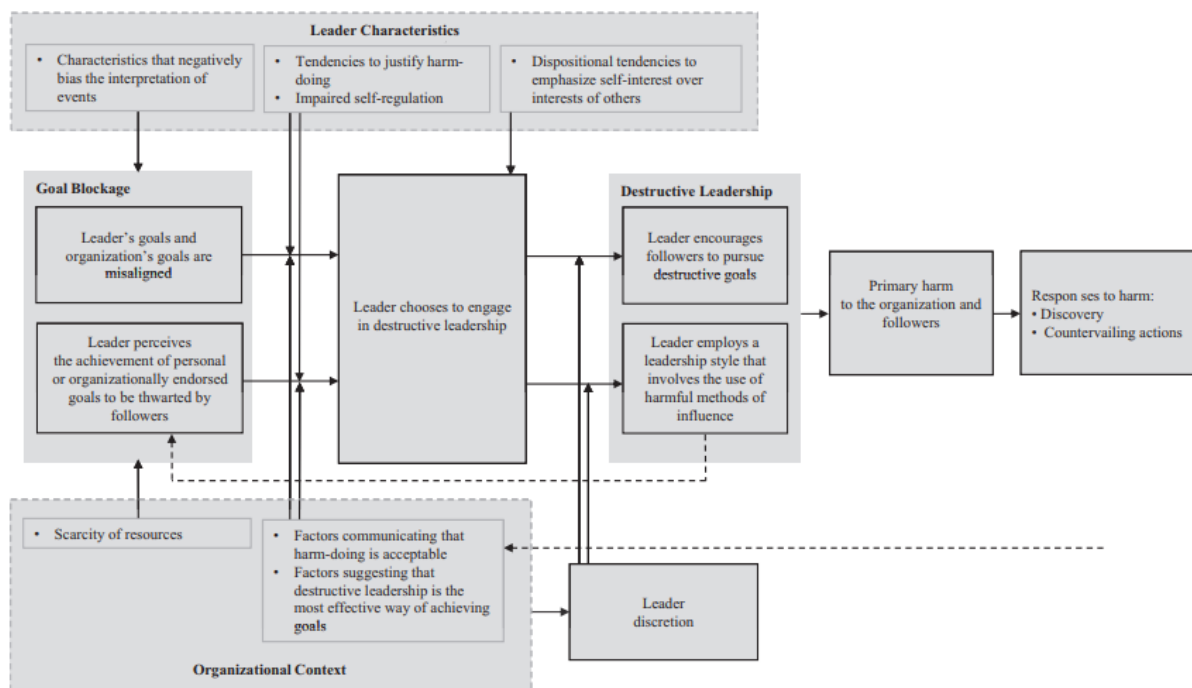 Leader Characteristics
• Characteristics that negatively
bias the interpretation of
events
• Tendencies to justify harm-
doing
• Impaired self-regulation
• Dispositional tendencies to
emphasize self-interest over
interests of others
Goal Blockage
Leader's goals and
organization's goals are
misaligned
Leader perceives
the achievement of personal
or organizationally endorsed
goals to be thwarted by
followers
Leader chooses to engage
in destructive leadership
Destructive Leadership
Leader encourages
followers to pursue
destructive goals
Leader employs a
leadership style that
involves the use of
harmful methods of
influence
Primary harm
to the organization and
followers
Respon ses to harm:
• Discovery
• Countervailing actions
• Scarcity of resources
• Factors communicating that
harm-doing is acceptable
• Factors suggesting that
destructive leadership is the
most effective way of achieving
goals
Organizational Context
Leader
discretion